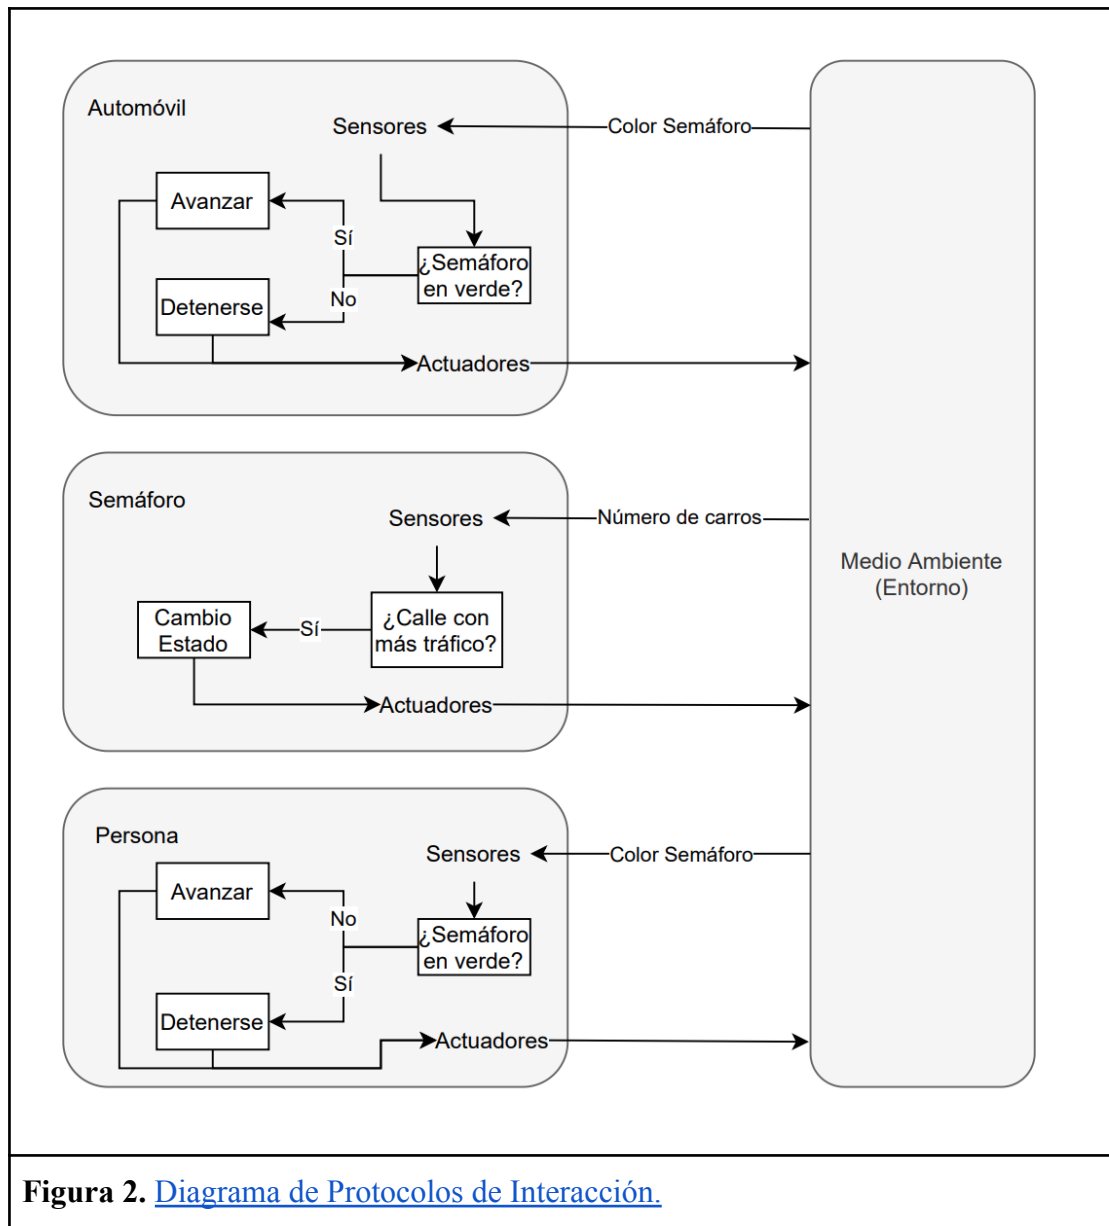 Automóvil
Sensores
Color Semáforo
Avanzar
Sí
¿Semáforo
en verde?
No
Detenerse
Actuadores
Semáforo
Sensores
Número de carros
Medio Ambiente
(Entorno)
Cambio
Estado
Sí
¿Calle con
más tráfico?
Actuadores
Persona
Sensores
Color Semáforo
Avanzar
No
¿Semáforo
en verde?
Sí
Detenerse
Actuadores
Figura 2. Diagrama de Protocolos de Interacción.